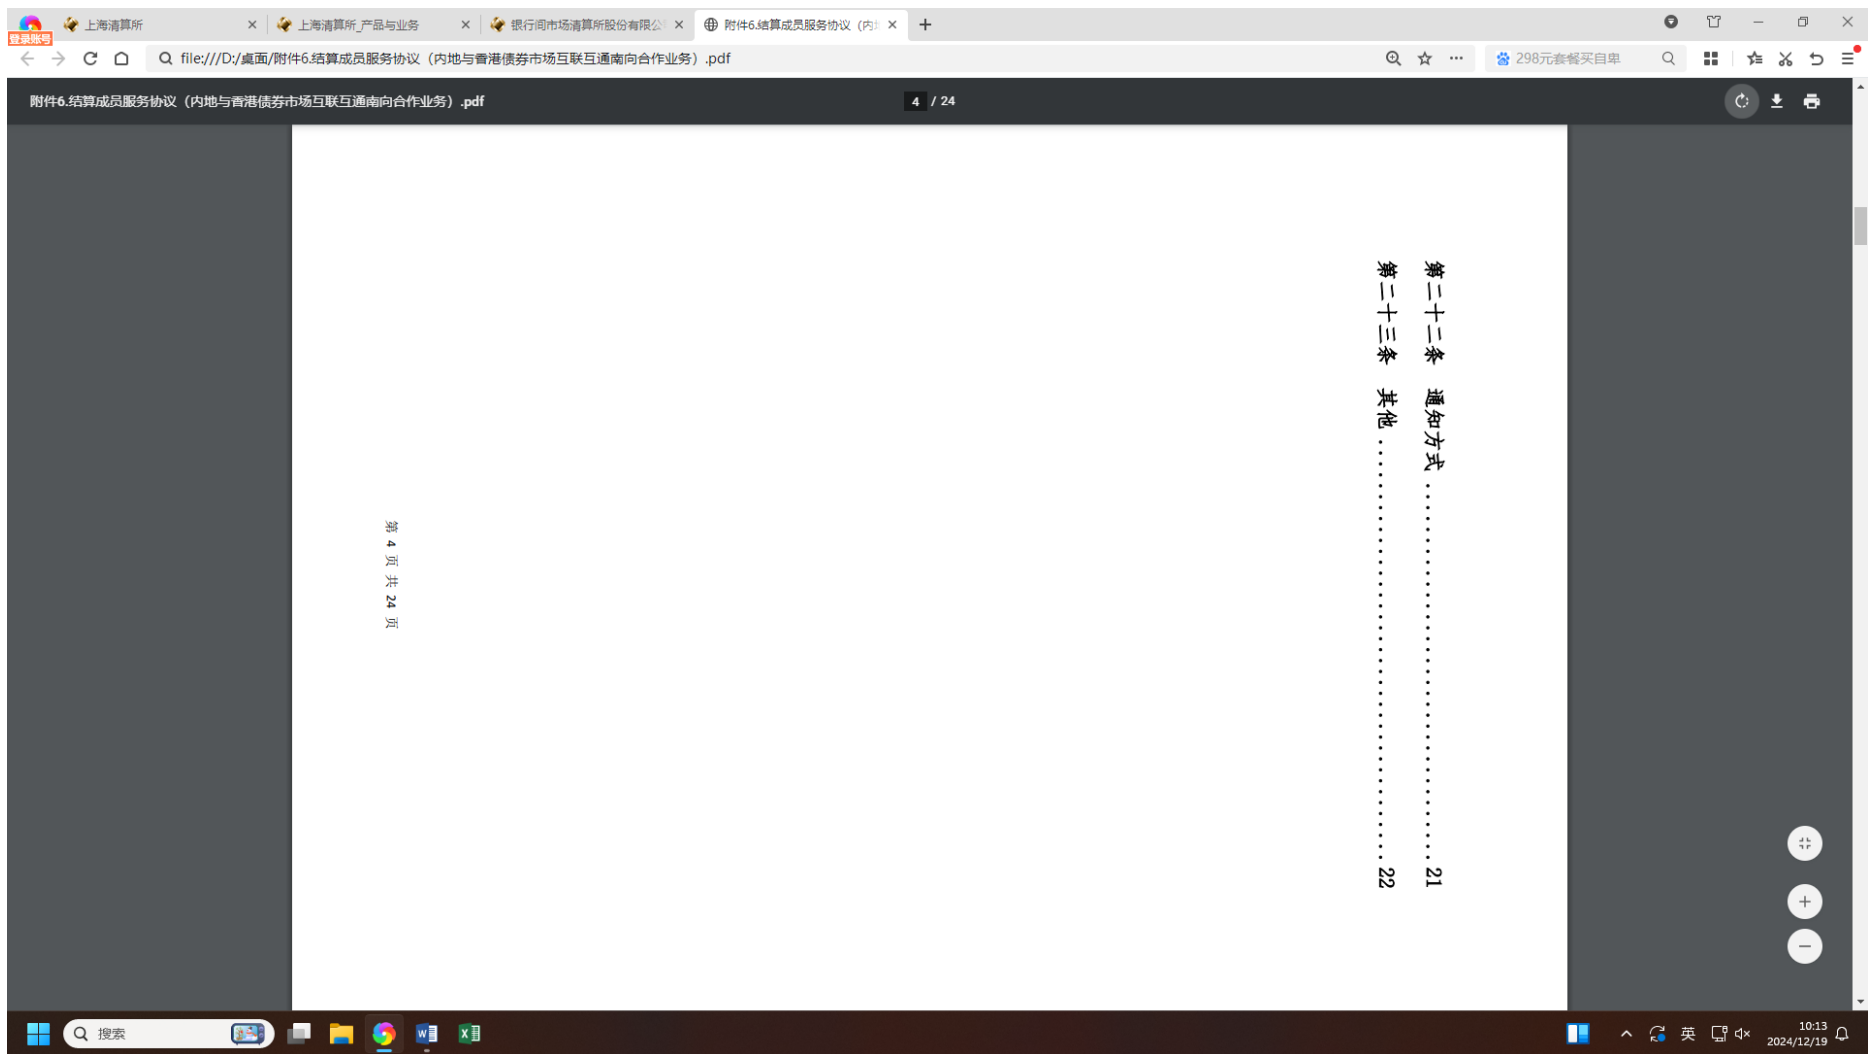 上海清算所
上海清算所_产品与业务
银行间市场清算所股份有限公
附件6.结算成员服务协议（内
登录账号
file:///D:/桌面/附件6.结算成员服务协议（内地与香港债券市场互联互通南向合作业务）.pdf
298元套餐买自卑
附件6.结算成员服务协议（内地与香港债券市场互联互通南向合作业务）.pdf
4 / 24
第二十二条 通知方式 ........................................ 21
第二十三条 其他 ........................................ 22
第 4 页 共 24 页
搜索
英
10:13
2024/12/19